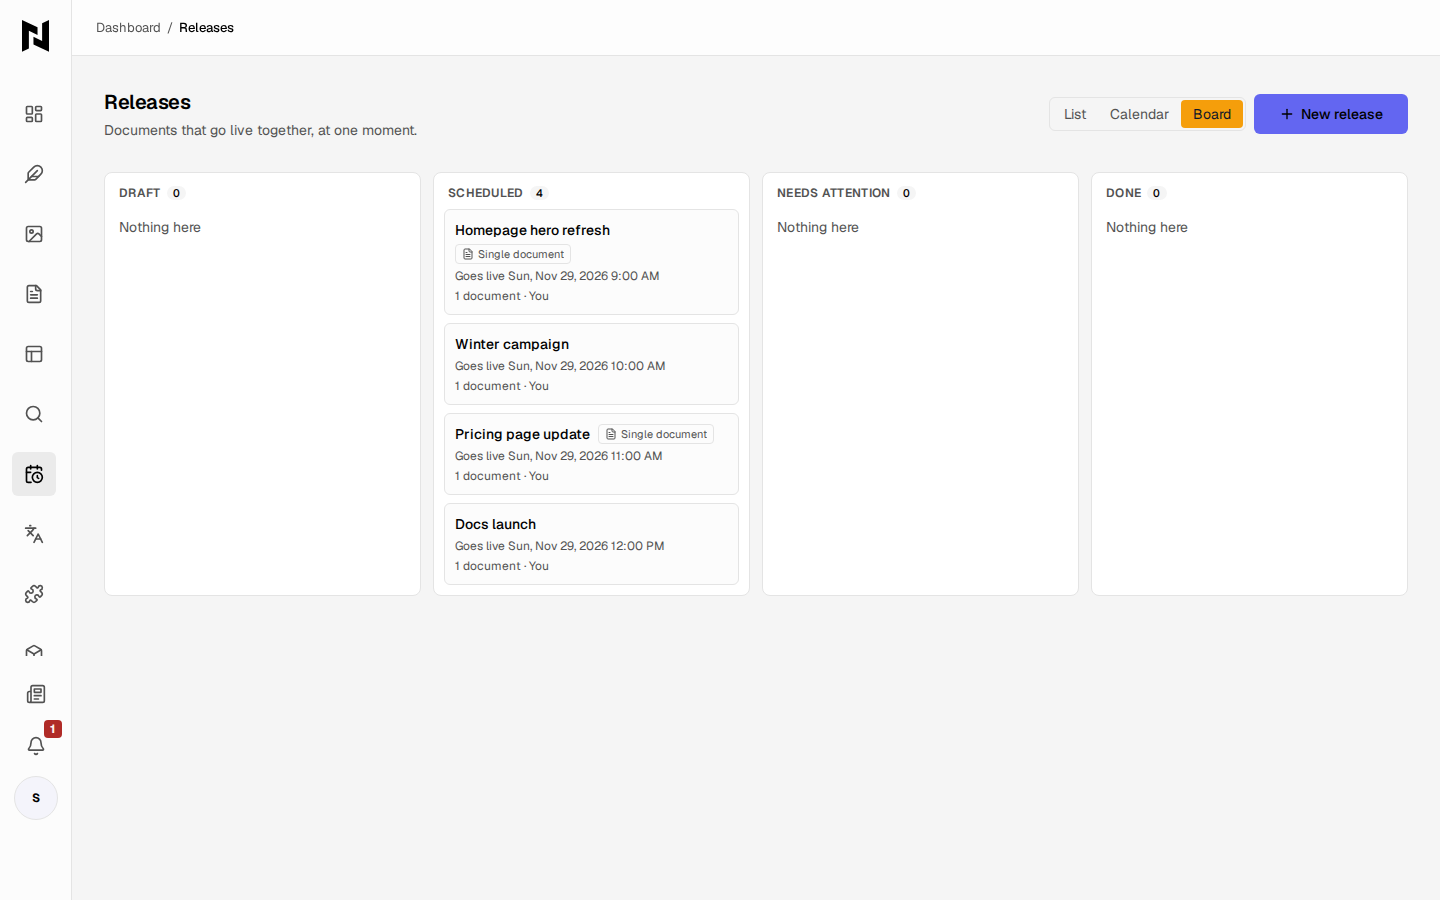 Dashboard / Releases
Releases
Documents that go live together, at one moment.
List Calendar Board + New release
DRAFT 0
Nothing here
SCHEDULED 4
Homepage hero refresh
Single document
Goes live Sun, Nov 29, 2026 9:00 AM
1 document · You
Winter campaign
Goes live Sun, Nov 29, 2026 10:00 AM
1 document · You
Pricing page update Single document
Goes live Sun, Nov 29, 2026 11:00 AM
1 document · You
Docs launch
Goes live Sun, Nov 29, 2026 12:00 PM
1 document · You
NEEDS ATTENTION 0
Nothing here
DONE 0
Nothing here
1
S